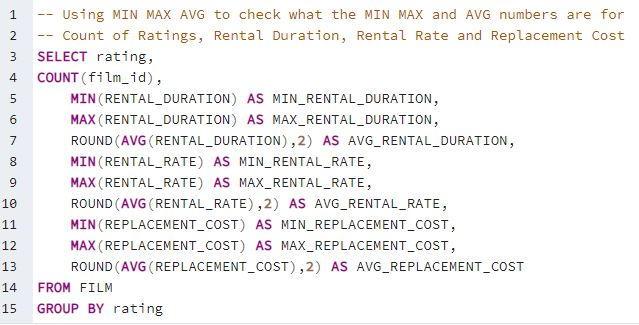 1 -- Using MIN MAX AVG to check what the MIN MAX and AVG numbers are for
2 -- Count of Ratings, Rental Duration, Rental Rate and Replacement Cost
3 SELECT rating,
4 COUNT(film_id),
5     MIN(RENTAL_DURATION) AS MIN_RENTAL_DURATION,
6     MAX(RENTAL_DURATION) AS MAX_RENTAL_DURATION,
7     ROUND(AVG(RENTAL_DURATION),2) AS AVG_RENTAL_DURATION,
8     MIN(RENTAL_RATE) AS MIN_RENTAL_RATE,
9     MAX(RENTAL_RATE) AS MAX_RENTAL_RATE,
10     ROUND(AVG(RENTAL_RATE),2) AS AVG_RENTAL_RATE,
11     MIN(REPLACEMENT_COST) AS MIN_REPLACEMENT_COST,
12     MAX(REPLACEMENT_COST) AS MAX_REPLACEMENT_COST,
13     ROUND(AVG(REPLACEMENT_COST),2) AS AVG_REPLACEMENT_COST
14 FROM FILM
15 GROUP BY rating